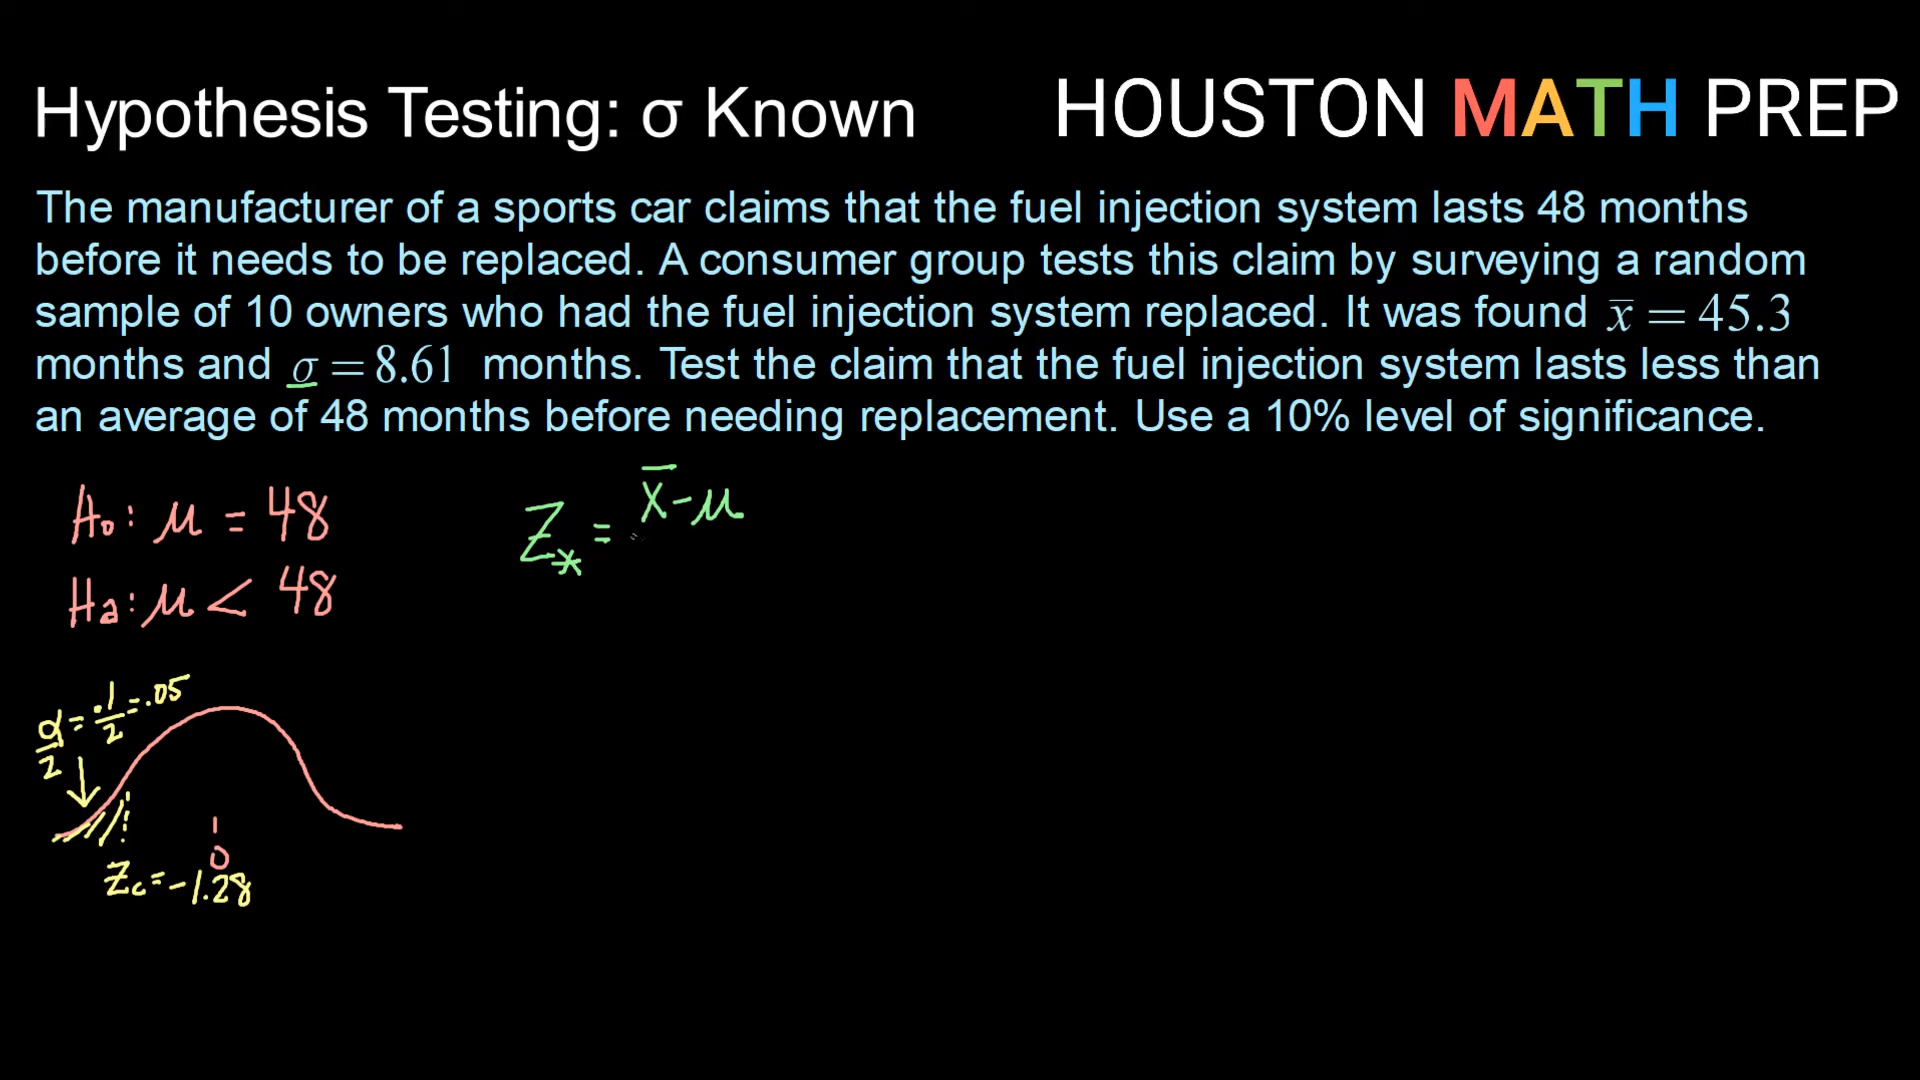 Hypothesis Testing: σ Known
HOUSTON MATH PREP
The manufacturer of a sports car claims that the fuel injection system lasts 48 months
before it needs to be replaced. A consumer group tests this claim by surveying a random
sample of 10 owners who had the fuel injection system replaced. It was found x̅ = 45.3
months and σ = 8.61 months. Test the claim that the fuel injection system lasts less than
an average of 48 months before needing replacement. Use a 10% level of significance.
H₀: μ = 48
Hₐ: μ < 48
Z* = x̅ - μ
α/2 = .1/2 = .05
0
Zc = -1.28